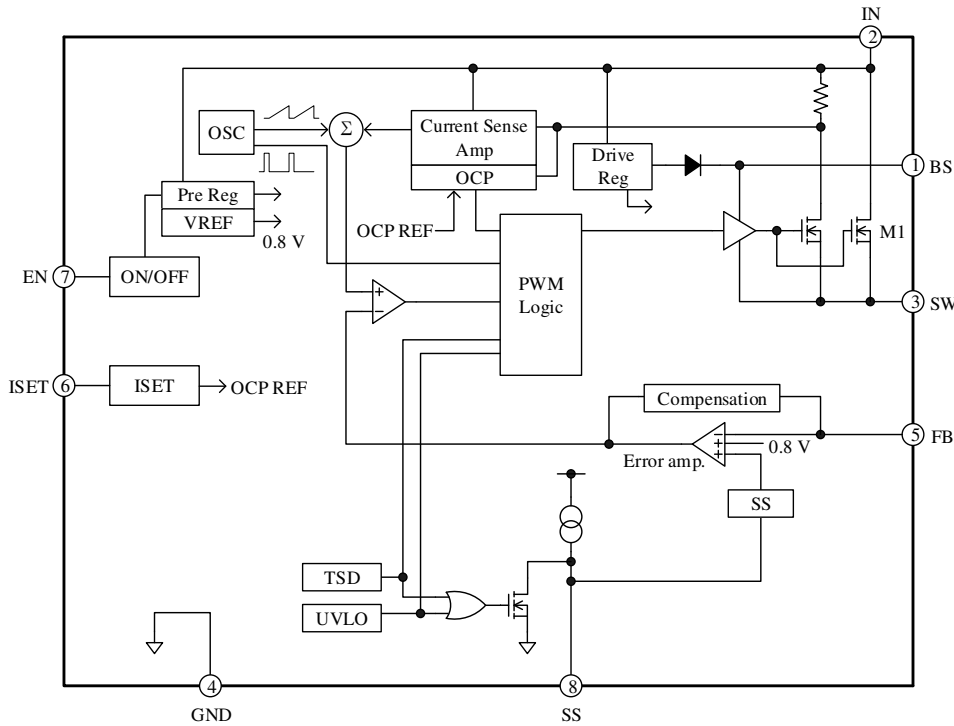 IN
2
OSC
Σ
Current Sense
Amp
OCP
Drive
Reg
1
BS
Pre Reg
VREF
0.8 V
OCP REF
M1
EN
7
ON/OFF
PWM
Logic
3
SW
ISET
6
ISET
OCP REF
+
−
Compensation
5
FB
−
+
+
0.8 V
Error amp.
SS
TSD
UVLO
4
GND
8
SS